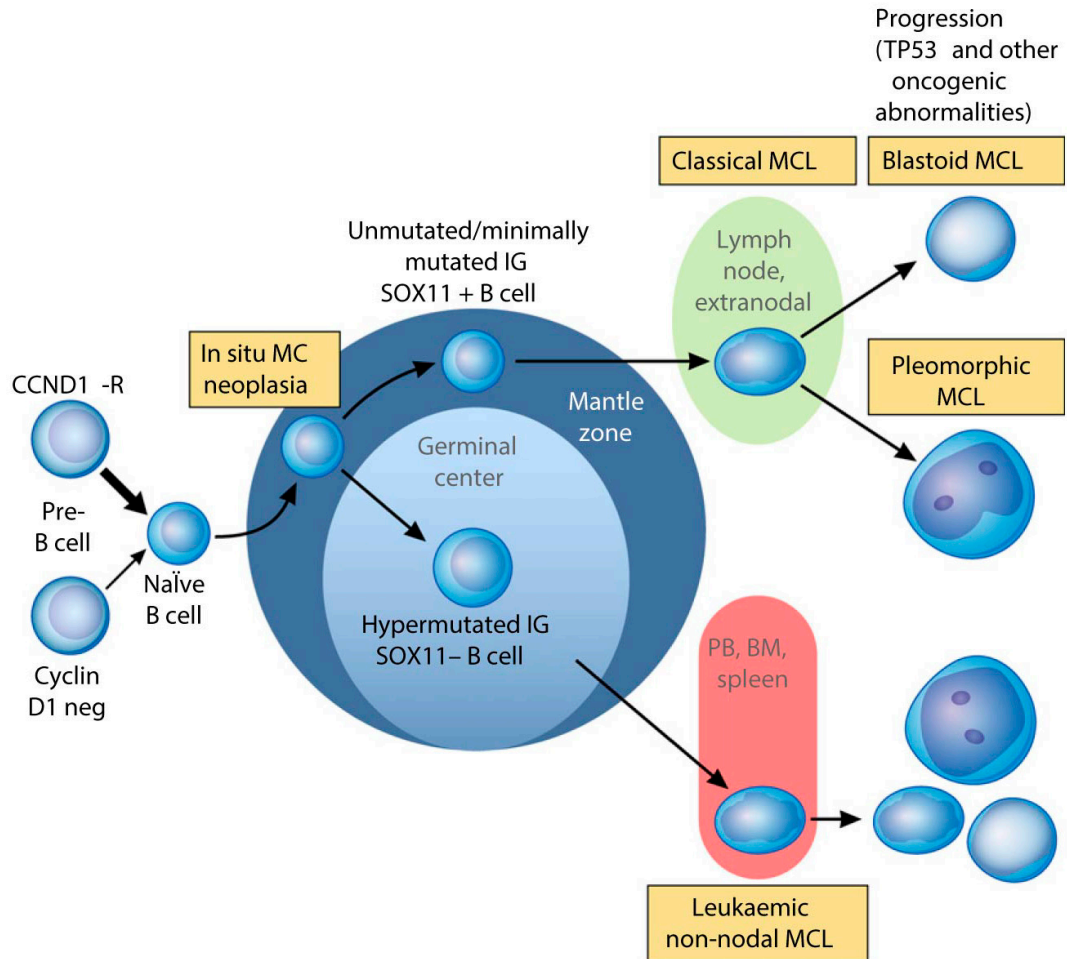 Progression
(TP53 and other
oncogenic
abnormalities)
Classical MCL
Blastoid MCL
Unmutated/minimally
mutated IG
SOX11 + B cell
Lymph
node,
extranodal
In situ MC
neoplasia
CCND1 -R
Pleomorphic
MCL
Mantle
zone
Germinal
center
Pre-
B cell
NaÏve
B cell
Hypermutated IG
SOX11– B cell
Cyclin
D1 neg
PB, BM,
spleen
Leukaemic
non-nodal MCL